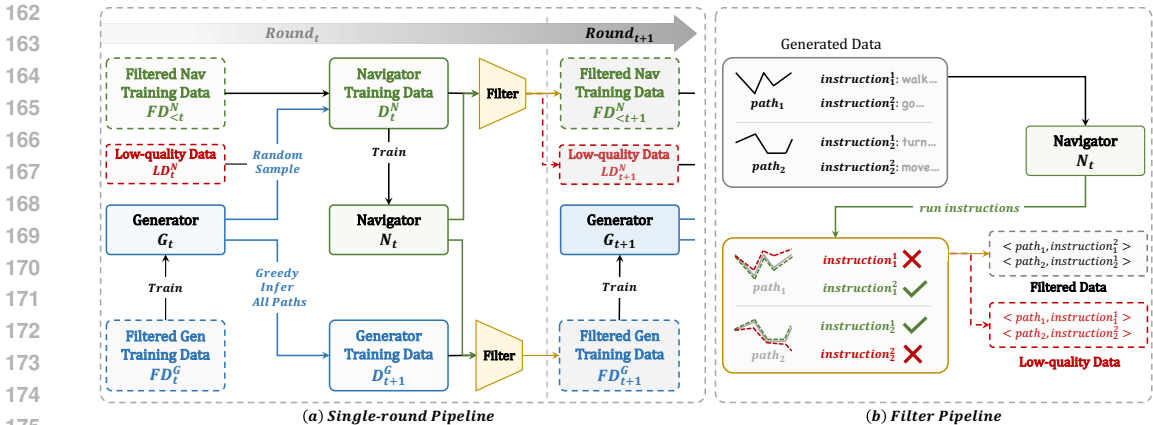 162
163
164
165
166
167
168
169
170
171
172
173
174
175
Round_t
Round_{t+1}
Filtered Nav
Training Data
FD^N_{<t}
Navigator
Training Data
D^N_t
Filter
Filtered Nav
Training Data
FD^N_{<t+1}
Low-quality Data
LD^N_t
Random
Sample
Train
Low-quality Data
LD^N_{t+1}
Generator
G_t
Navigator
N_t
Generator
G_{t+1}
Train
Greedy
Infer
All Paths
Train
Filtered Gen
Training Data
FD^G_t
Generator
Training Data
D^G_{t+1}
Filter
Filtered Gen
Training Data
FD^G_{t+1}
(a) Single-round Pipeline
Generated Data
path_1
instruction^1_1: walk...
instruction^2_1: go...
path_2
instruction^1_2: turn...
instruction^2_2: move...
Navigator
N_t
run instructions
path_1
instruction^1_1
instruction^2_1
path_2
instruction^1_2
instruction^2_2
< path_1, instruction^2_1 >
< path_2, instruction^1_2 >
Filtered Data
< path_1, instruction^1_1 >
< path_2, instruction^2_2 >
Low-quality Data
(b) Filter Pipeline